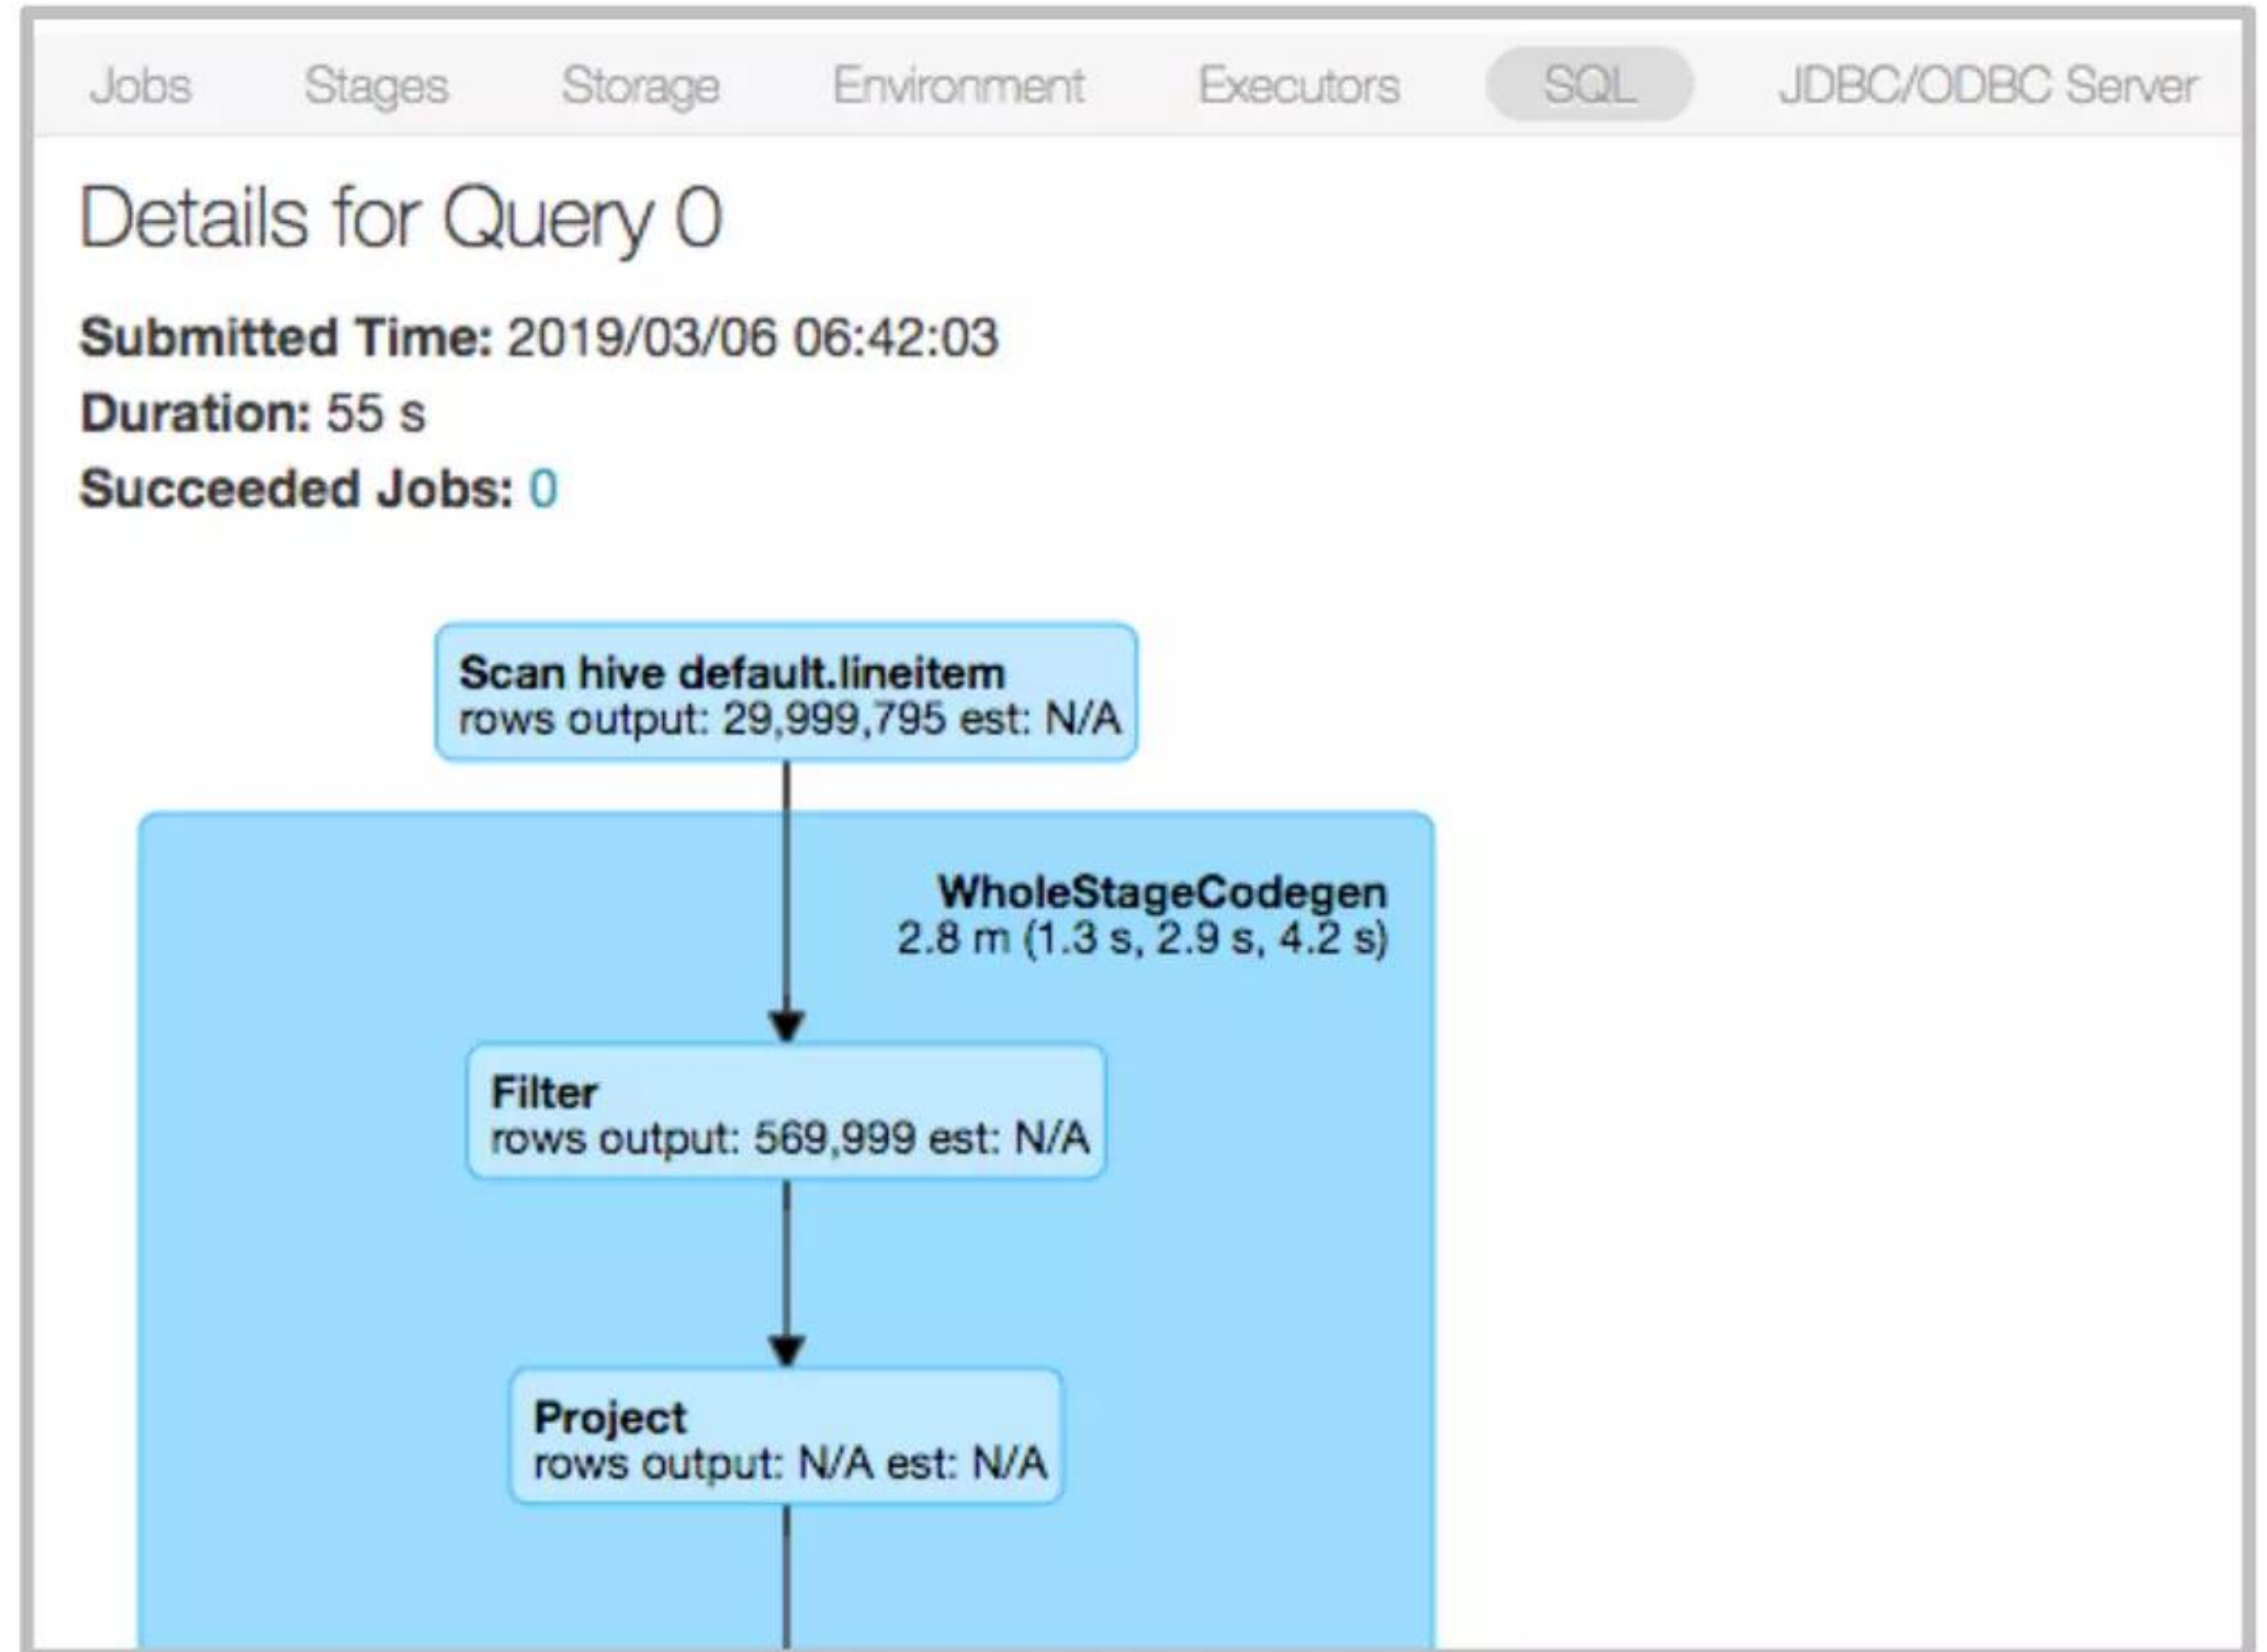 Jobs Stages Storage Environment Executors SQL JDBC/ODBC Server
Details for Query 0
Submitted Time: 2019/03/06 06:42:03
Duration: 55 s
Succeeded Jobs: 0
Scan hive default.lineitem
rows output: 29,999,795 est: N/A
WholeStageCodegen
2.8 m (1.3 s, 2.9 s, 4.2 s)
Filter
rows output: 569,999 est: N/A
Project
rows output: N/A est: N/A